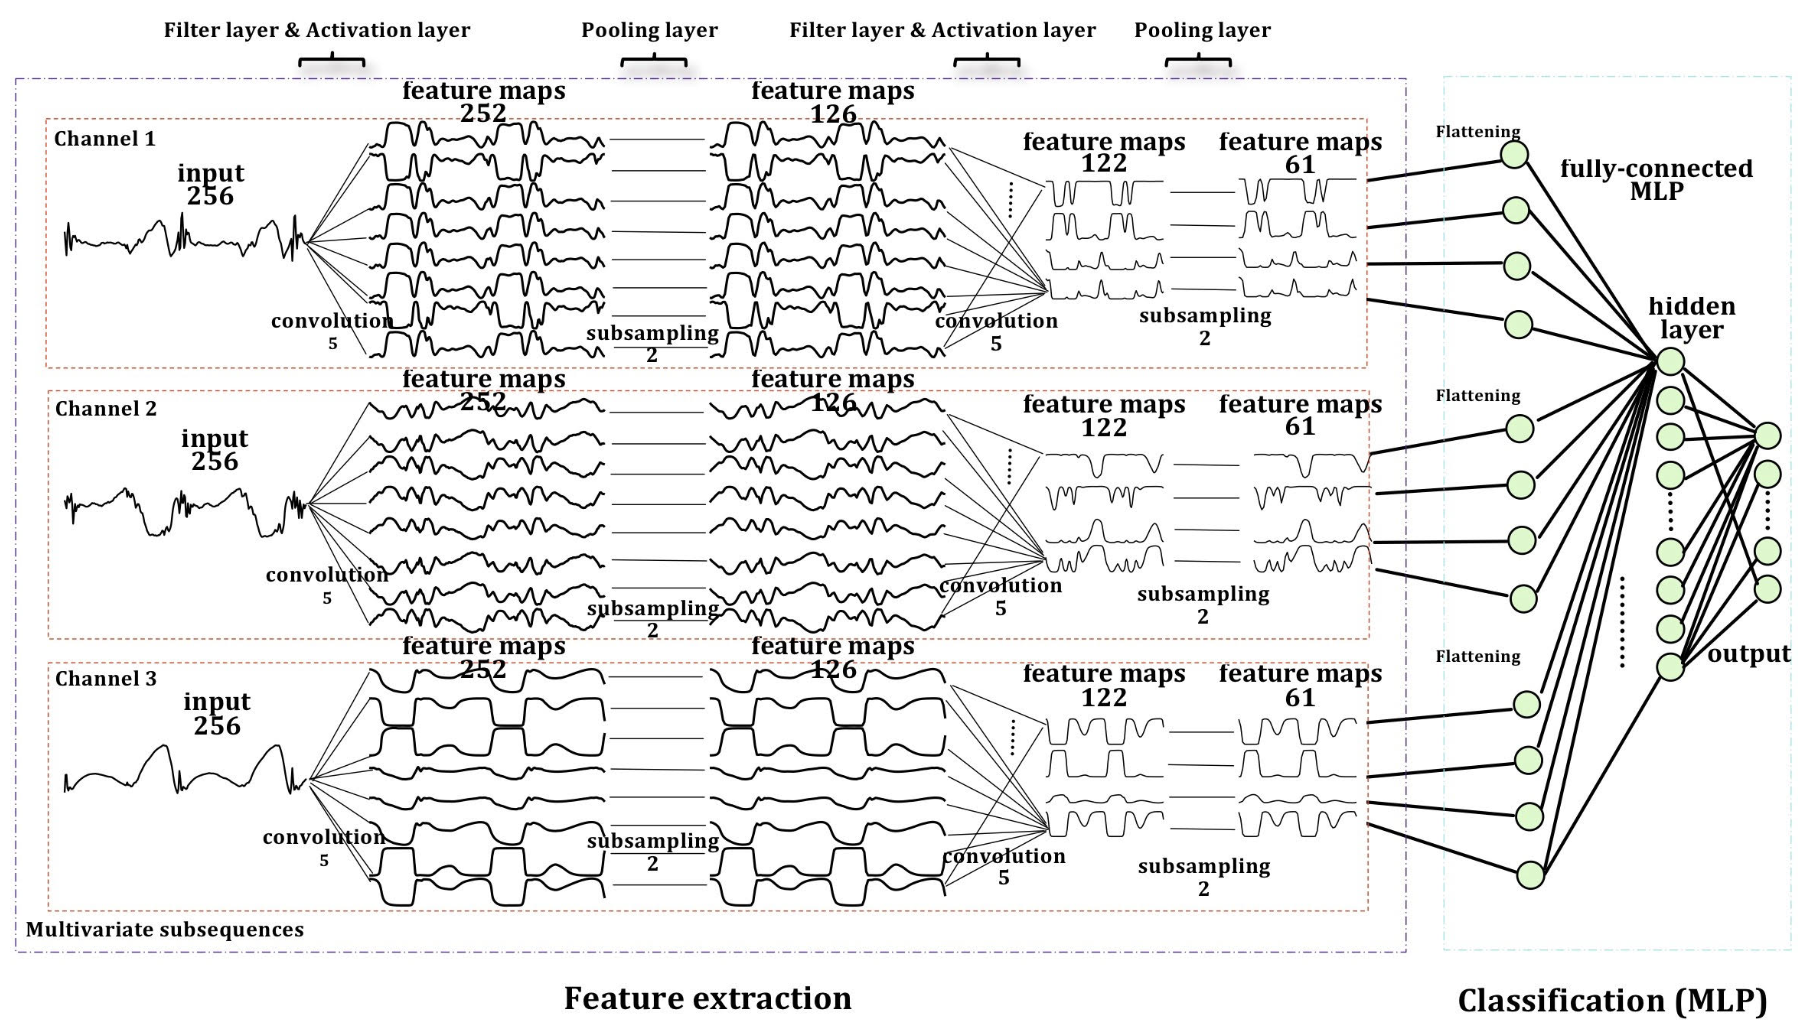 Filter layer & Activation layer
Pooling layer
Filter layer & Activation layer
Pooling layer
Channel 1
input
256
convolution
5
feature maps
252
subsampling
2
feature maps
126
convolution
5
feature maps
122
subsampling
2
feature maps
61
Flattening
Channel 2
input
256
convolution
5
feature maps
252
subsampling
2
feature maps
126
convolution
5
feature maps
122
subsampling
2
feature maps
61
Flattening
Channel 3
input
256
convolution
5
feature maps
252
subsampling
2
feature maps
126
convolution
5
feature maps
122
subsampling
2
feature maps
61
Flattening
Multivariate subsequences
fully-connected
MLP
hidden
layer
output
Feature extraction
Classification (MLP)